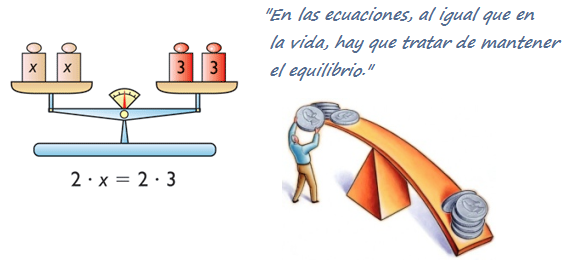 "En las ecuaciones, al igual que en
la vida, hay que tratar de mantener
el equilibrio."
x x 3 3
2 · x = 2 · 3